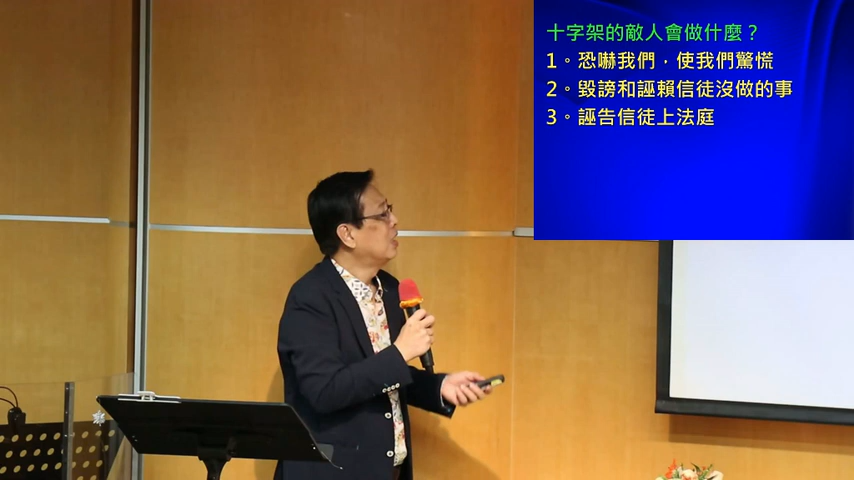 十字架的敵人會做什麼？
1。恐嚇我們，使我們驚慌
2。毀謗和誣賴信徒沒做的事
3。誣告信徒上法庭